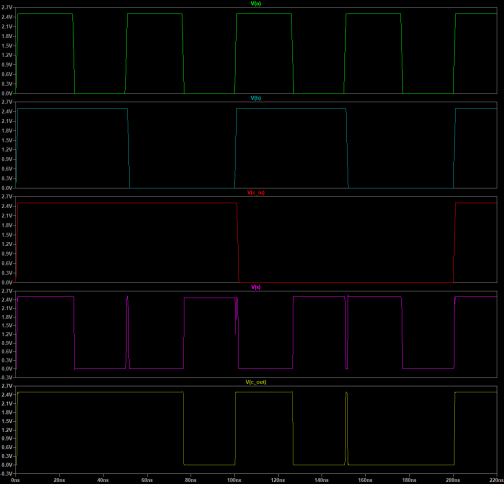 V(a)
2.7V
2.4V
2.1V
1.8V
1.5V
1.2V
0.9V
0.6V
0.3V
0.0V
V(b)
2.7V
2.4V
2.1V
1.8V
1.5V
1.2V
0.9V
0.6V
0.3V
0.0V
V(c_in)
2.7V
2.4V
2.1V
1.8V
1.5V
1.2V
0.9V
0.6V
0.3V
0.0V
V(s)
2.7V
2.4V
2.1V
1.8V
1.5V
1.2V
0.9V
0.6V
0.3V
0.0V
-0.3V
V(c_out)
2.7V
2.4V
2.1V
1.8V
1.5V
1.2V
0.9V
0.6V
0.3V
0.0V
-0.3V
0ns 20ns 40ns 60ns 80ns 100ns 120ns 140ns 160ns 180ns 200ns 220ns